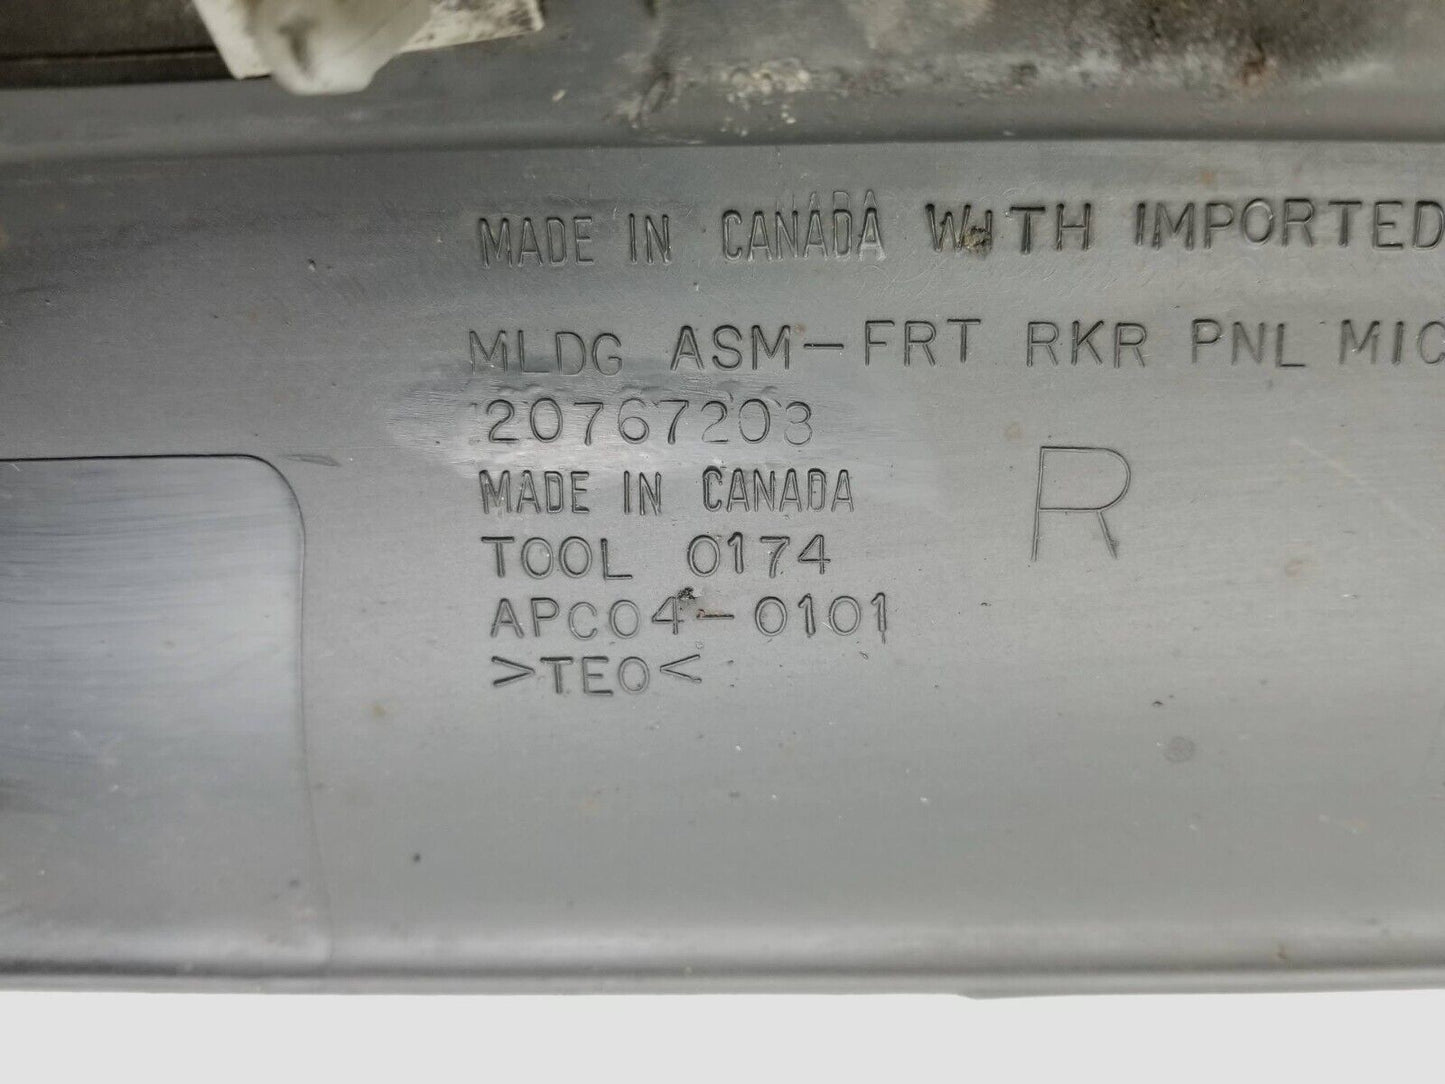 MADE IN CANADA WITH IMPORTED
MLDG ASM-FRT RKR PNL MIC
20767203
MADE IN CANADA
R
TOOL 0174
APC04-0101
>TEO<